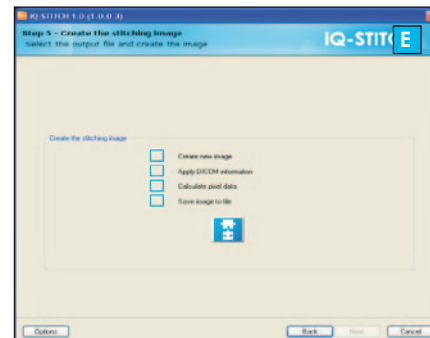 iQ-STITCH 1.0 (1.0.0.3)
Step 5 - Create the stitching image
Select the output file and create the image
iQ-STITC
E
Create the stitching image
Create new image
Apply DICOM information
Calculate pixel data
Save image to file
Options
Back
Next
Cancel